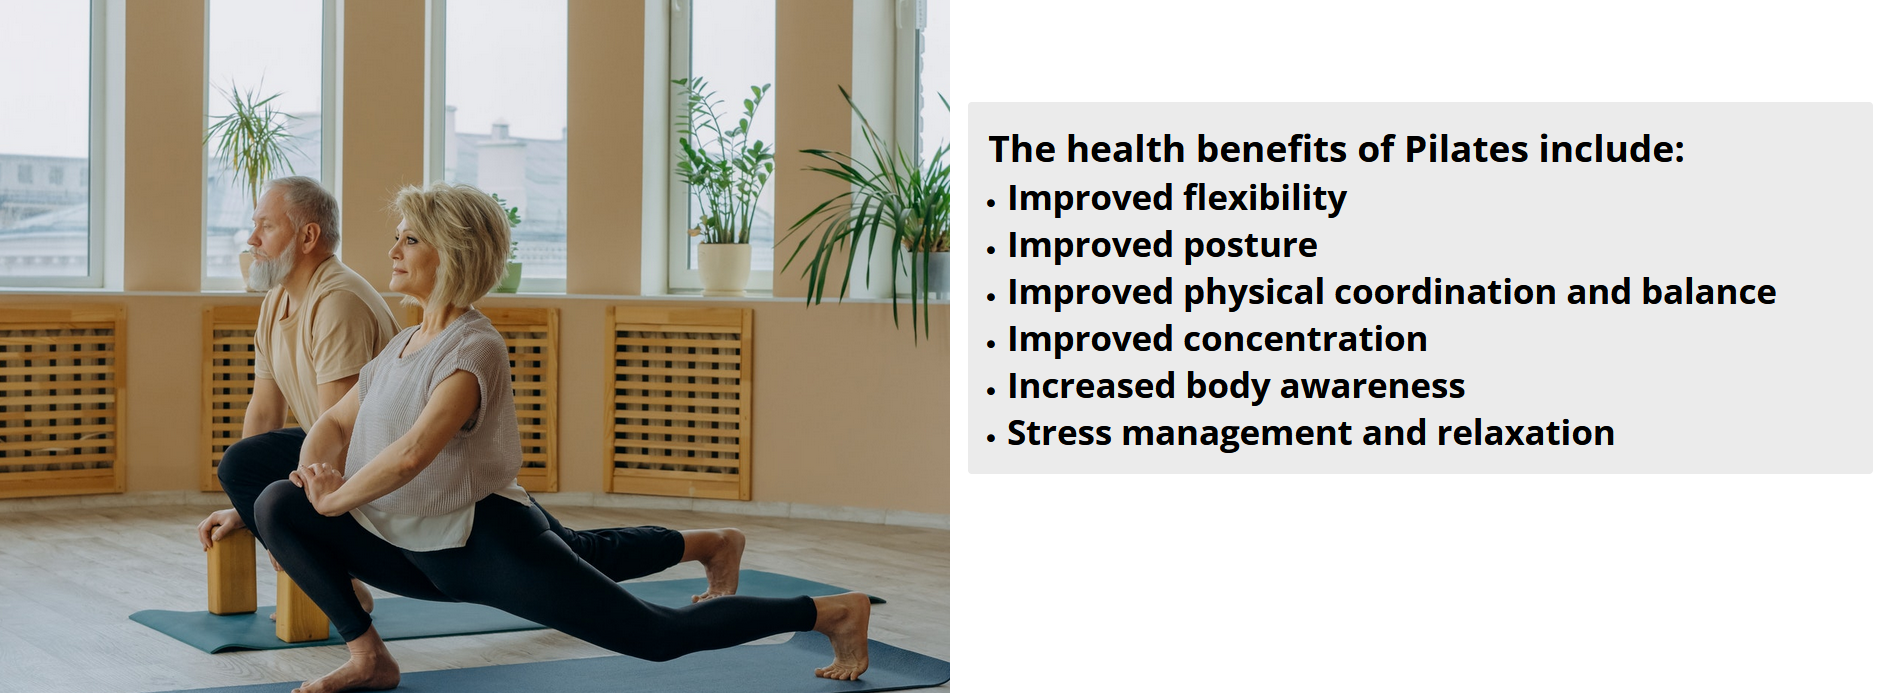 The health benefits of Pilates include:
• Improved flexibility
• Improved posture
• Improved physical coordination and balance
• Improved concentration
• Increased body awareness
• Stress management and relaxation